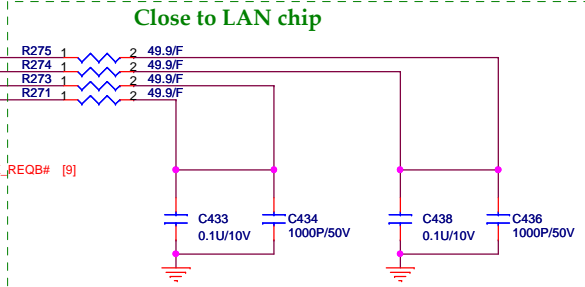 Close to LAN chip
R275 1 2 49.9/F
R274 1 2 49.9/F
R273 1 2 49.9/F
R271 1 2 49.9/F
_REQB# [9]
C433 C434 C438 C436
0.1U/10V 1000P/50V 0.1U/10V 1000P/50V